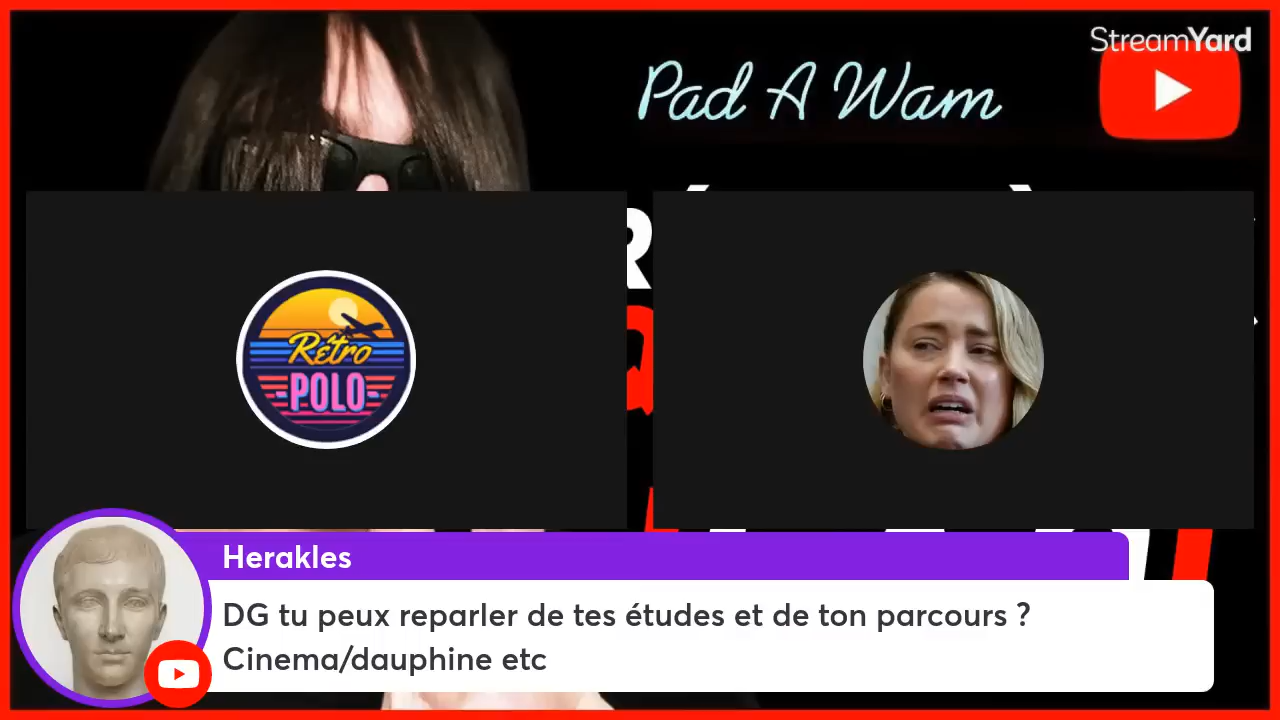 StreamYard
Pad A Wam
Rétro
POLO
Herakles
DG tu peux reparler de tes études et de ton parcours ?
Cinema/dauphine etc